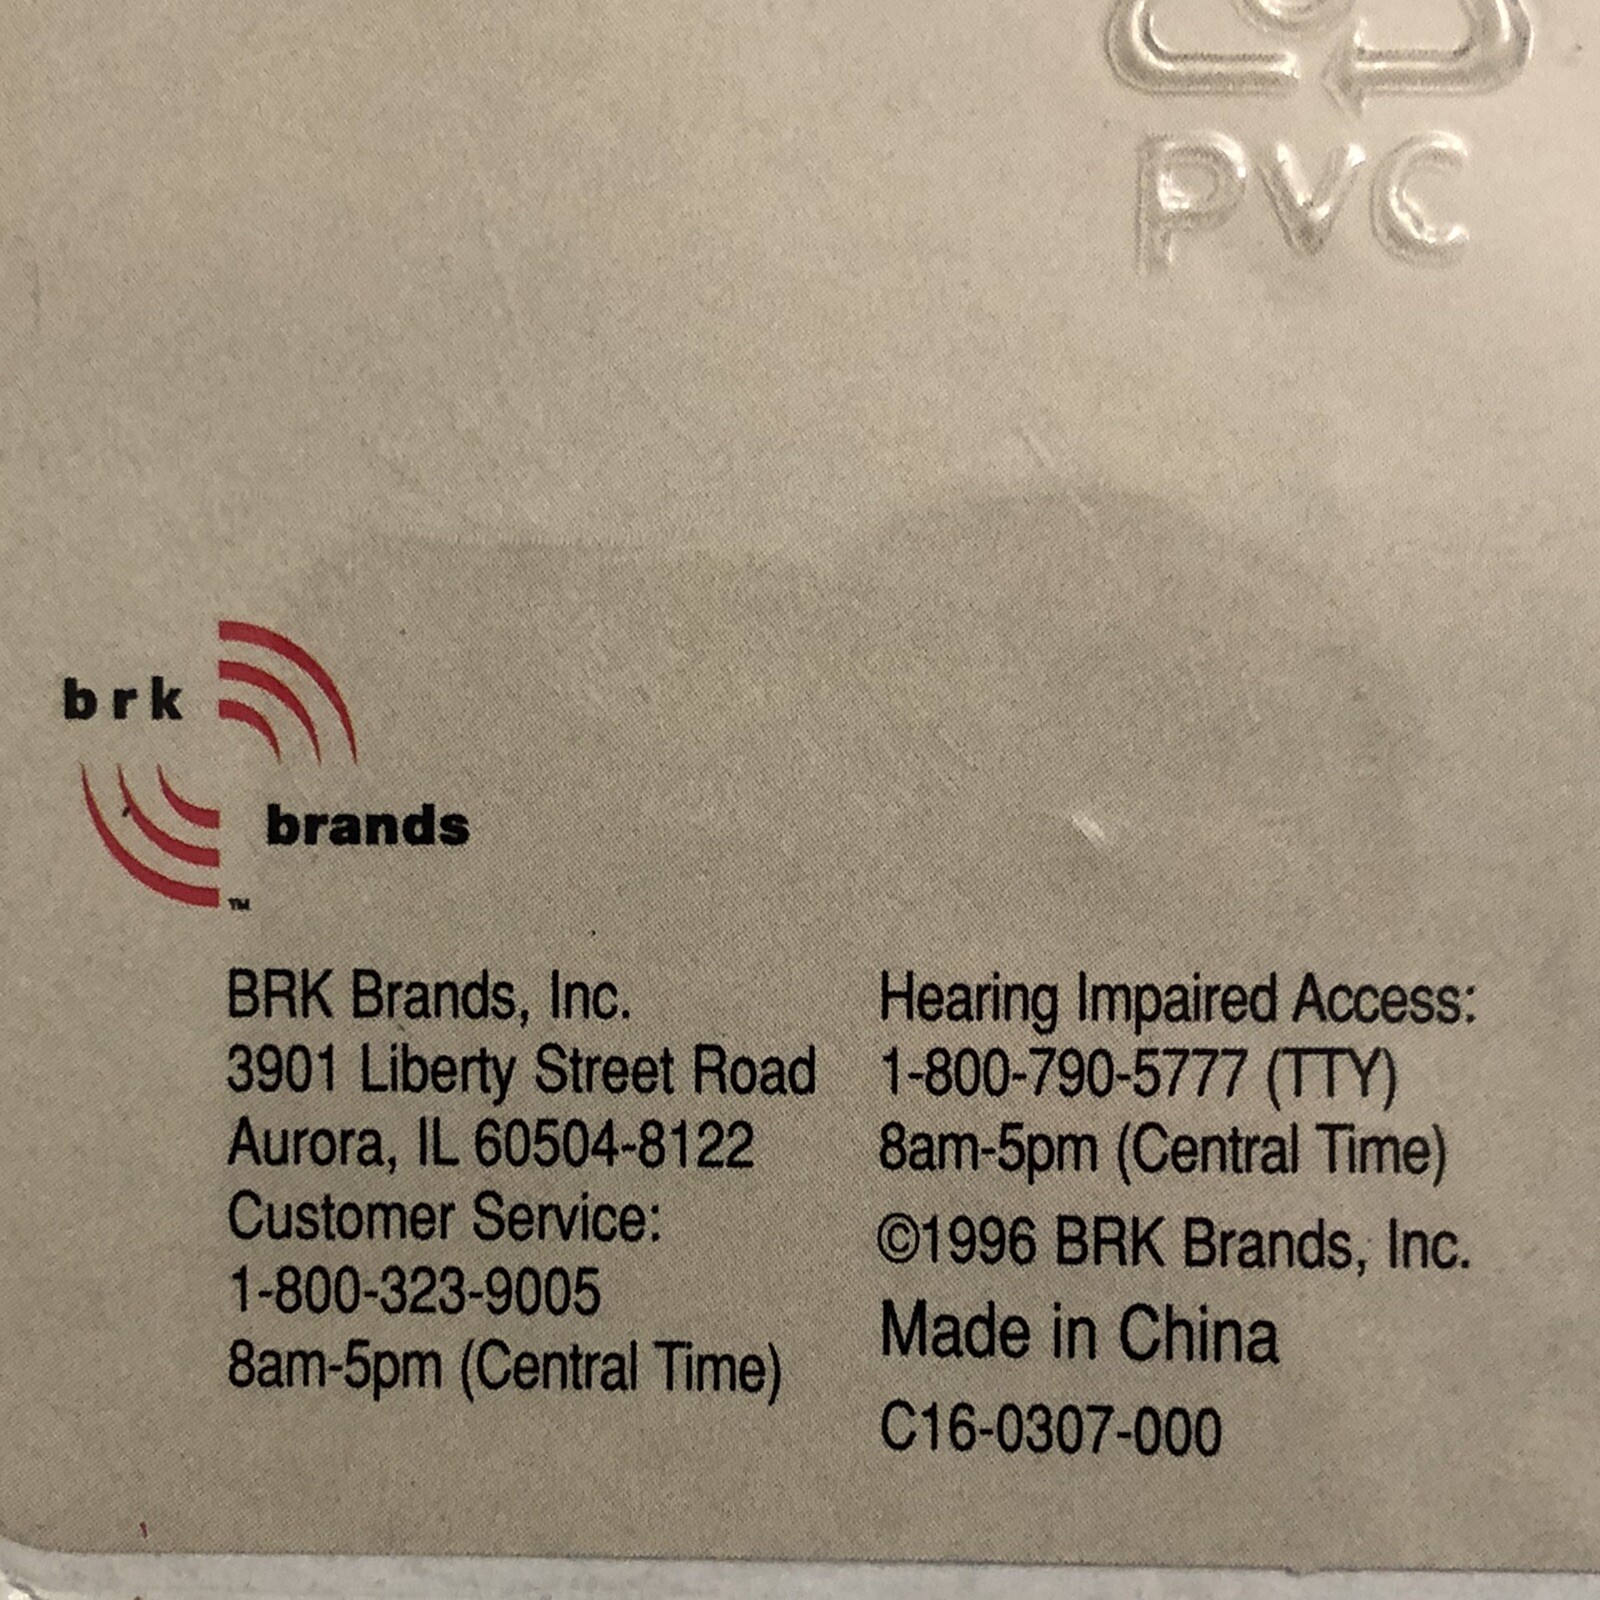 PVC
brk
brands
™
BRK Brands, Inc.
3901 Liberty Street Road
Aurora, IL 60504-8122
Customer Service:
1-800-323-9005
8am-5pm (Central Time)
Hearing Impaired Access:
1-800-790-5777 (TTY)
8am-5pm (Central Time)
©1996 BRK Brands, Inc.
Made in China
C16-0307-000